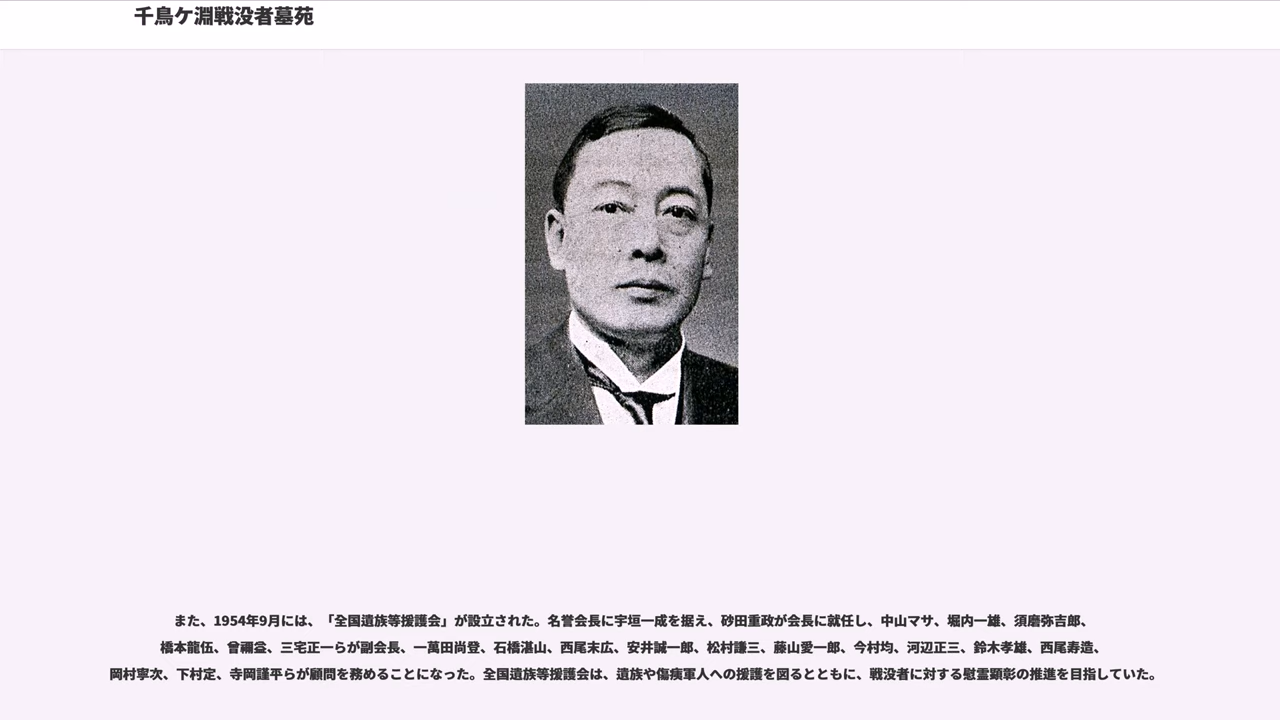 千鳥ケ淵戦没者墓苑
また、1954年9月には、「全国遺族等援護会」が設立された。名誉会長に宇垣一成を据え、砂田重政が会長に就任し、中山マサ、堀内一雄、須磨弥吉郎、
橋本龍伍、曾禰益、三宅正一らが副会長、一萬田尚登、石橋湛山、西尾末広、安井誠一郎、松村謙三、藤山愛一郎、今村均、河辺正三、鈴木孝雄、西尾寿造、
岡村寧次、下村定、寺岡謹平らが顧問を務めることになった。全国遺族等援護会は、遺族や傷痍軍人への援護を図るとともに、戦没者に対する慰霊顕彰の推進を目指していた。